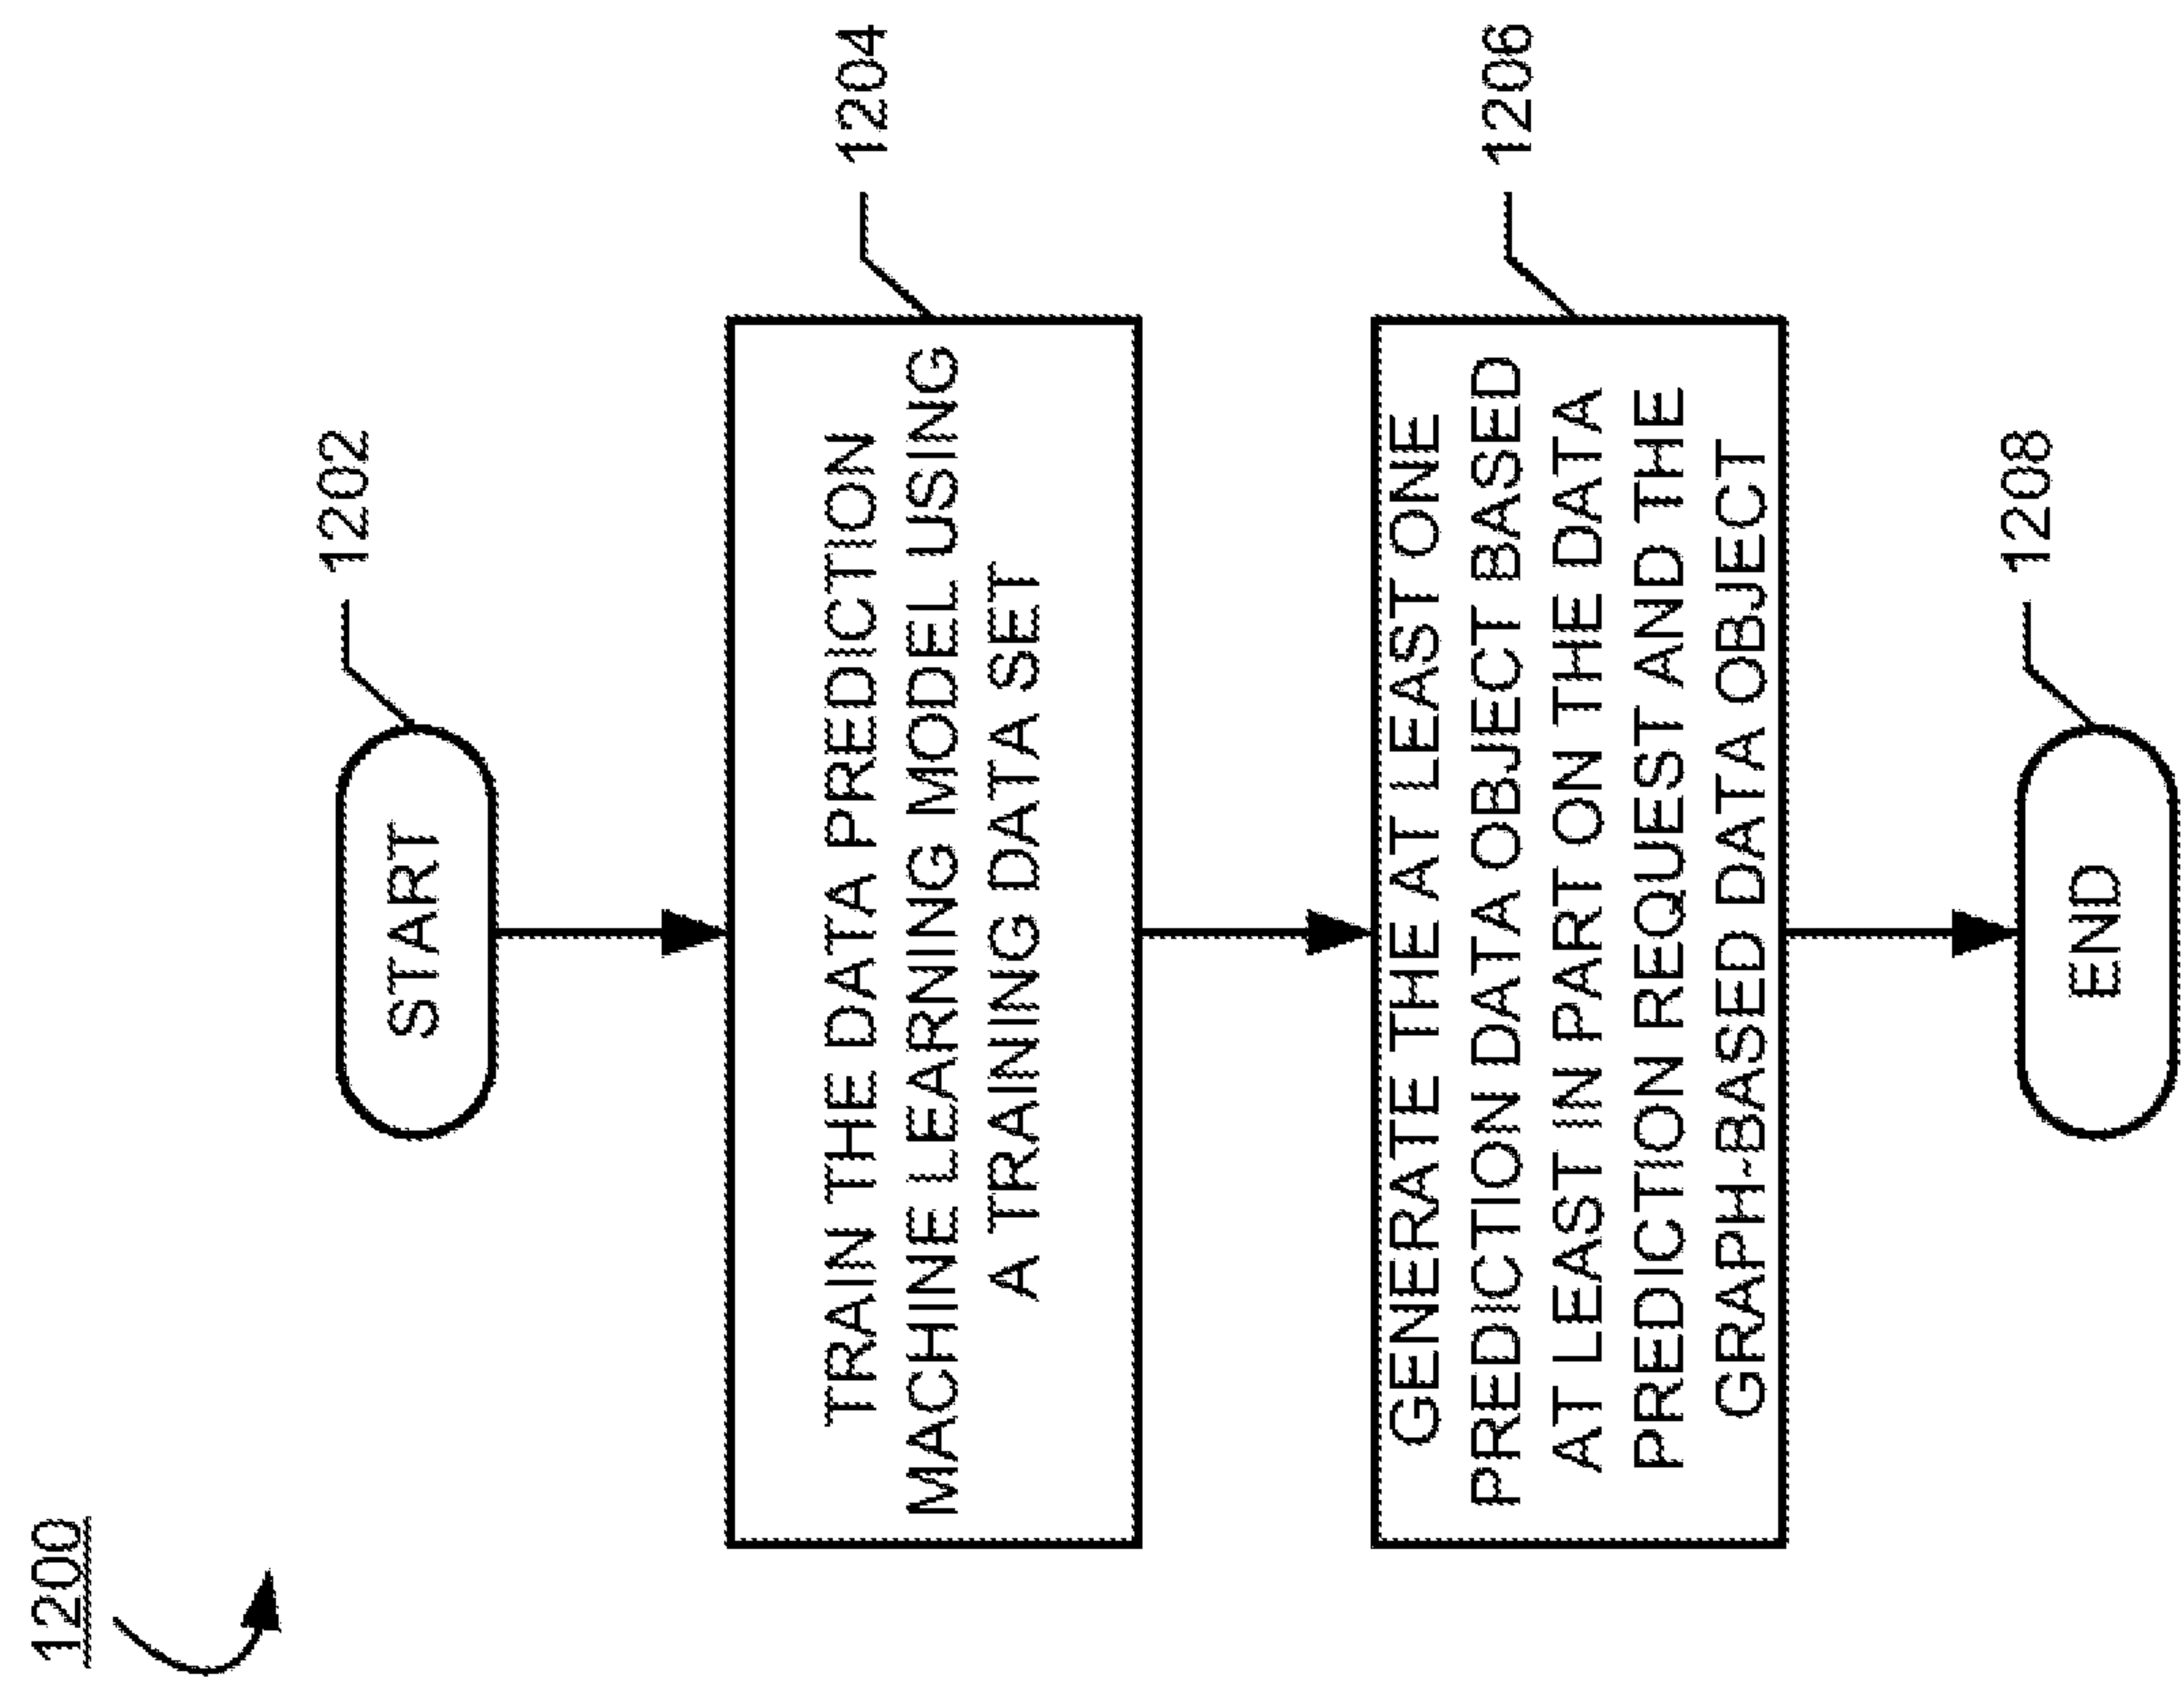 1200
START
1202
TRAIN THE DATA PREDICTION
MACHINE LEARNING MODEL USING
A TRAINING DATA SET
1204
GENERATE THE AT LEAST ONE
PREDICTION DATA OBJECT BASED
AT LEAST IN PART ON THE DATA
PREDICTION REQUEST AND THE
GRAPH-BASED DATA OBJECT
1206
END
1208